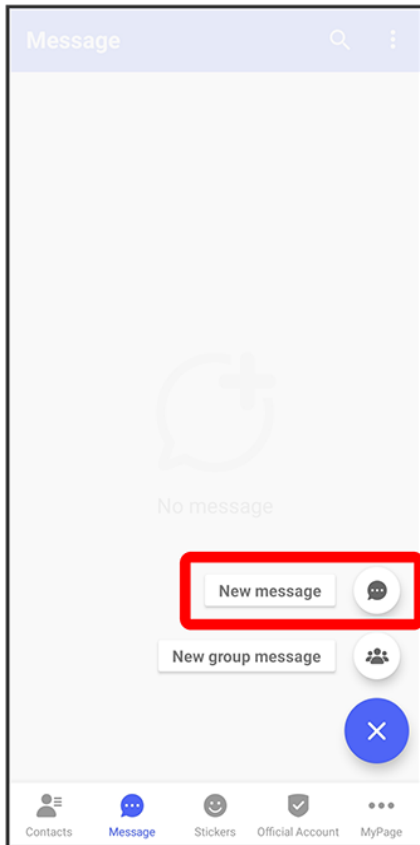 Message
No message
New message
New group message
Contacts Message Stickers Official Account MyPage